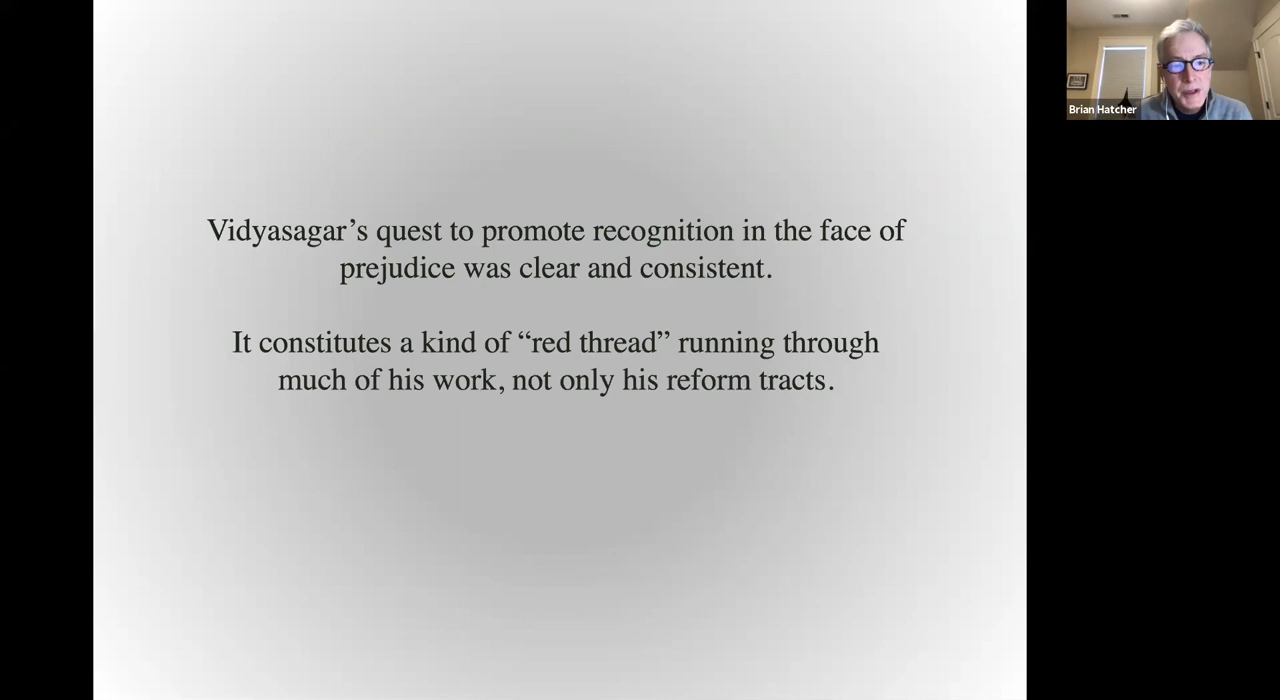 Vidyasagar’s quest to promote recognition in the face of
prejudice was clear and consistent.
It constitutes a kind of “red thread” running through
much of his work, not only his reform tracts.
Brian Hatcher